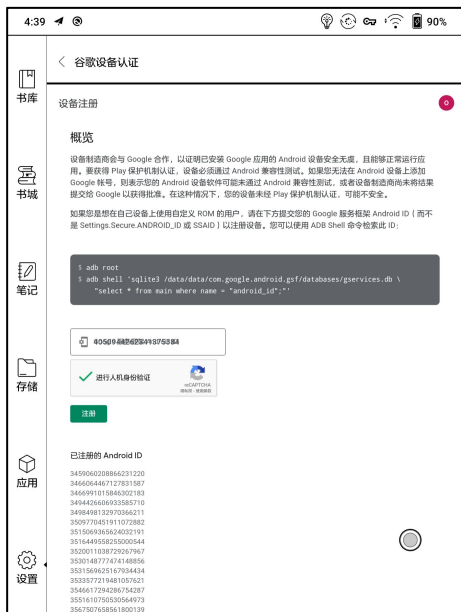 4:39
90%
谷歌设备认证
书库
书城
笔记
存储
应用
设置
设备注册
0
概览
设备制造商会与 Google 合作，以证明已安装 Google 应用的 Android 设备安全无虞，且能够正常运行应
用。要获得 Play 保护机制认证，设备必须通过 Android 兼容性测试。如果您无法在 Android 设备上添加
Google 帐号，则表示您的 Android 设备软件可能未通过 Android 兼容性测试，或者设备制造商尚未将结果
提交给 Google 以获得批准。在这种情况下，您的设备未经 Play 保护机制认证，可能不安全。
如果您是想在自己设备上使用自定义 ROM 的用户，请在下方提交您的 Google 服务框架 Android ID（而不
是 Settings.Secure.ANDROID_ID 或 SSAID）以注册设备。您可以使用 ADB Shell 命令检索此 ID：
$ adb root
$ adb shell 'sqlite3 /data/data/com.google.android.gsf/databases/gservices.db \
"select * from main where name = "android_id";"'
进行人机身份验证
reCAPTCHA
隐私权 - 使用条款
注册
已注册的 Android ID
3459060208866231220
3466064467127831587
3466991015846302183
3494426606933585710
3498498132970366211
3509770451911072882
3515069365624032191
3516449558255000544
3520011038729267967
3530148777474148856
3531569625167934434
3533577219481057621
3546617294286754287
3551610750530564973
3567507658561800139